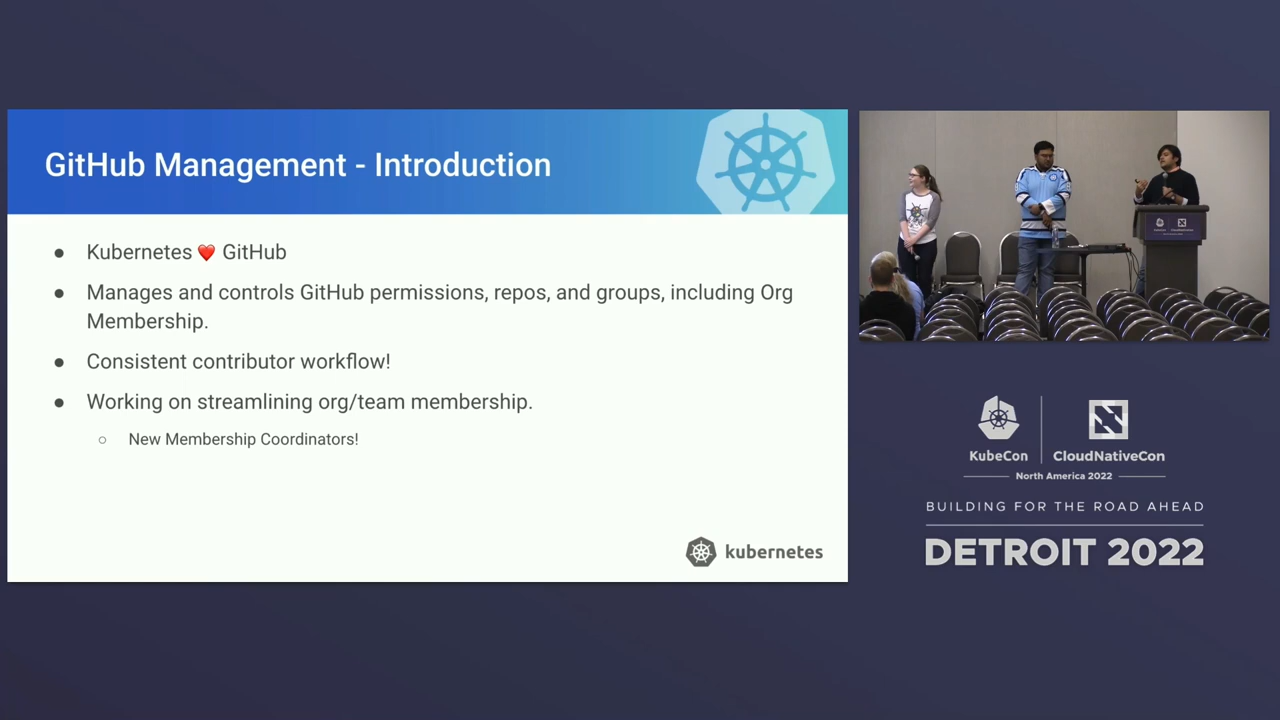 GitHub Management - Introduction
● Kubernetes ❤️ GitHub
● Manages and controls GitHub permissions, repos, and groups, including Org
Membership.
● Consistent contributor workflow!
● Working on streamlining org/team membership.
○ New Membership Coordinators!
kubernetes
KubeCon
CloudNativeCon
North America 2022
BUILDING FOR THE ROAD AHEAD
DETROIT 2022